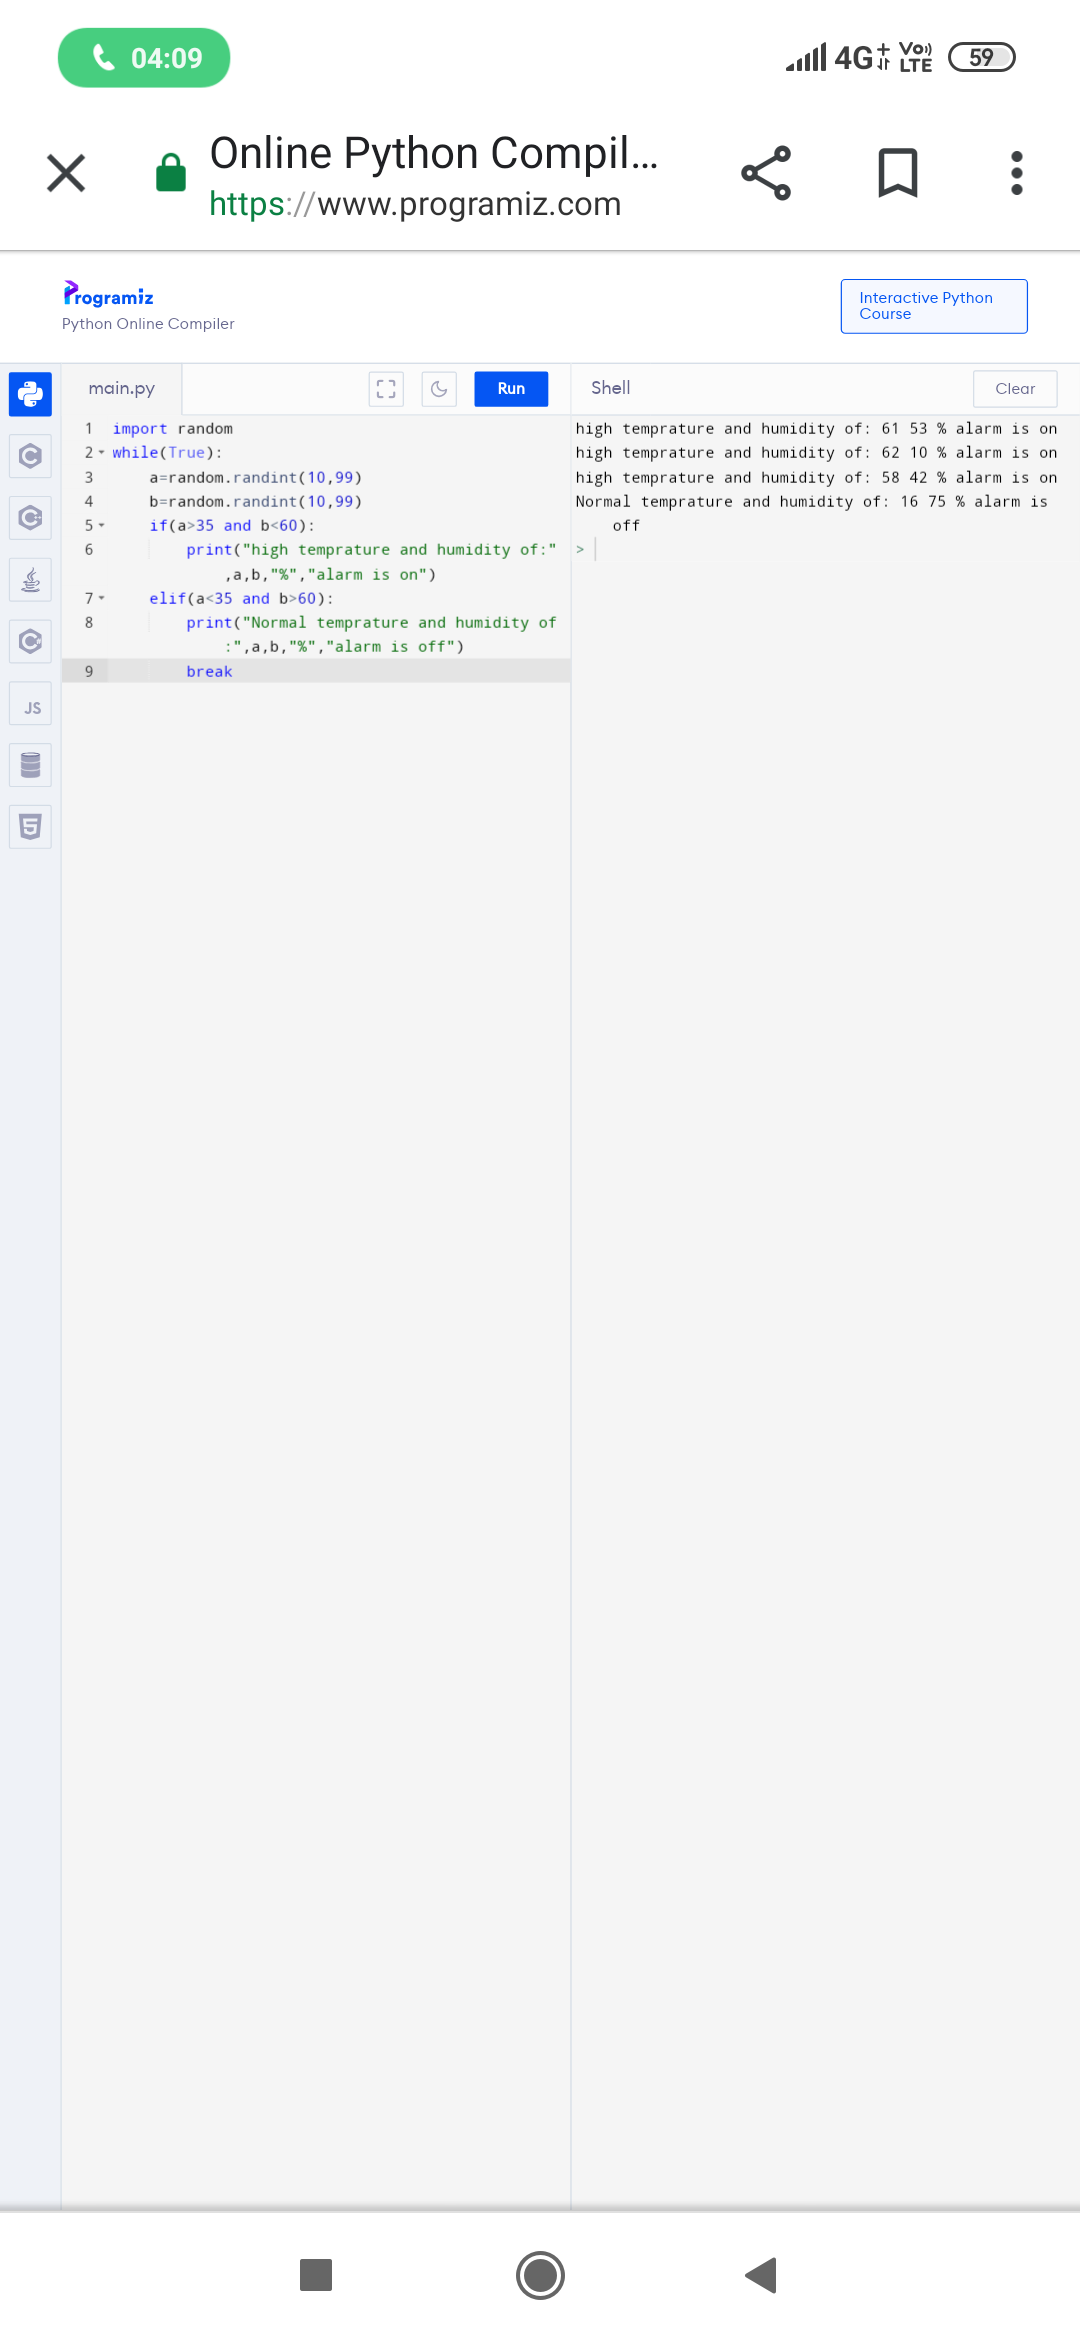 04:09
4G+ VoLTE 59
Online Python Compil...
https://www.programiz.com
Programiz
Python Online Compiler
Interactive Python
Course
main.py
Run
Shell
Clear
1 import random
2 while(True):
3     a=random.randint(10,99)
4     b=random.randint(10,99)
5     if(a>35 and b<60):
6         print("high temprature and humidity of:"
            ,a,b,"%","alarm is on")
7     elif(a<35 and b>60):
8         print("Normal temprature and humidity of
            :",a,b,"%","alarm is off")
9         break
high temprature and humidity of: 61 53 % alarm is on
high temprature and humidity of: 62 10 % alarm is on
high temprature and humidity of: 58 42 % alarm is on
Normal temprature and humidity of: 16 75 % alarm is
    off
>
JS